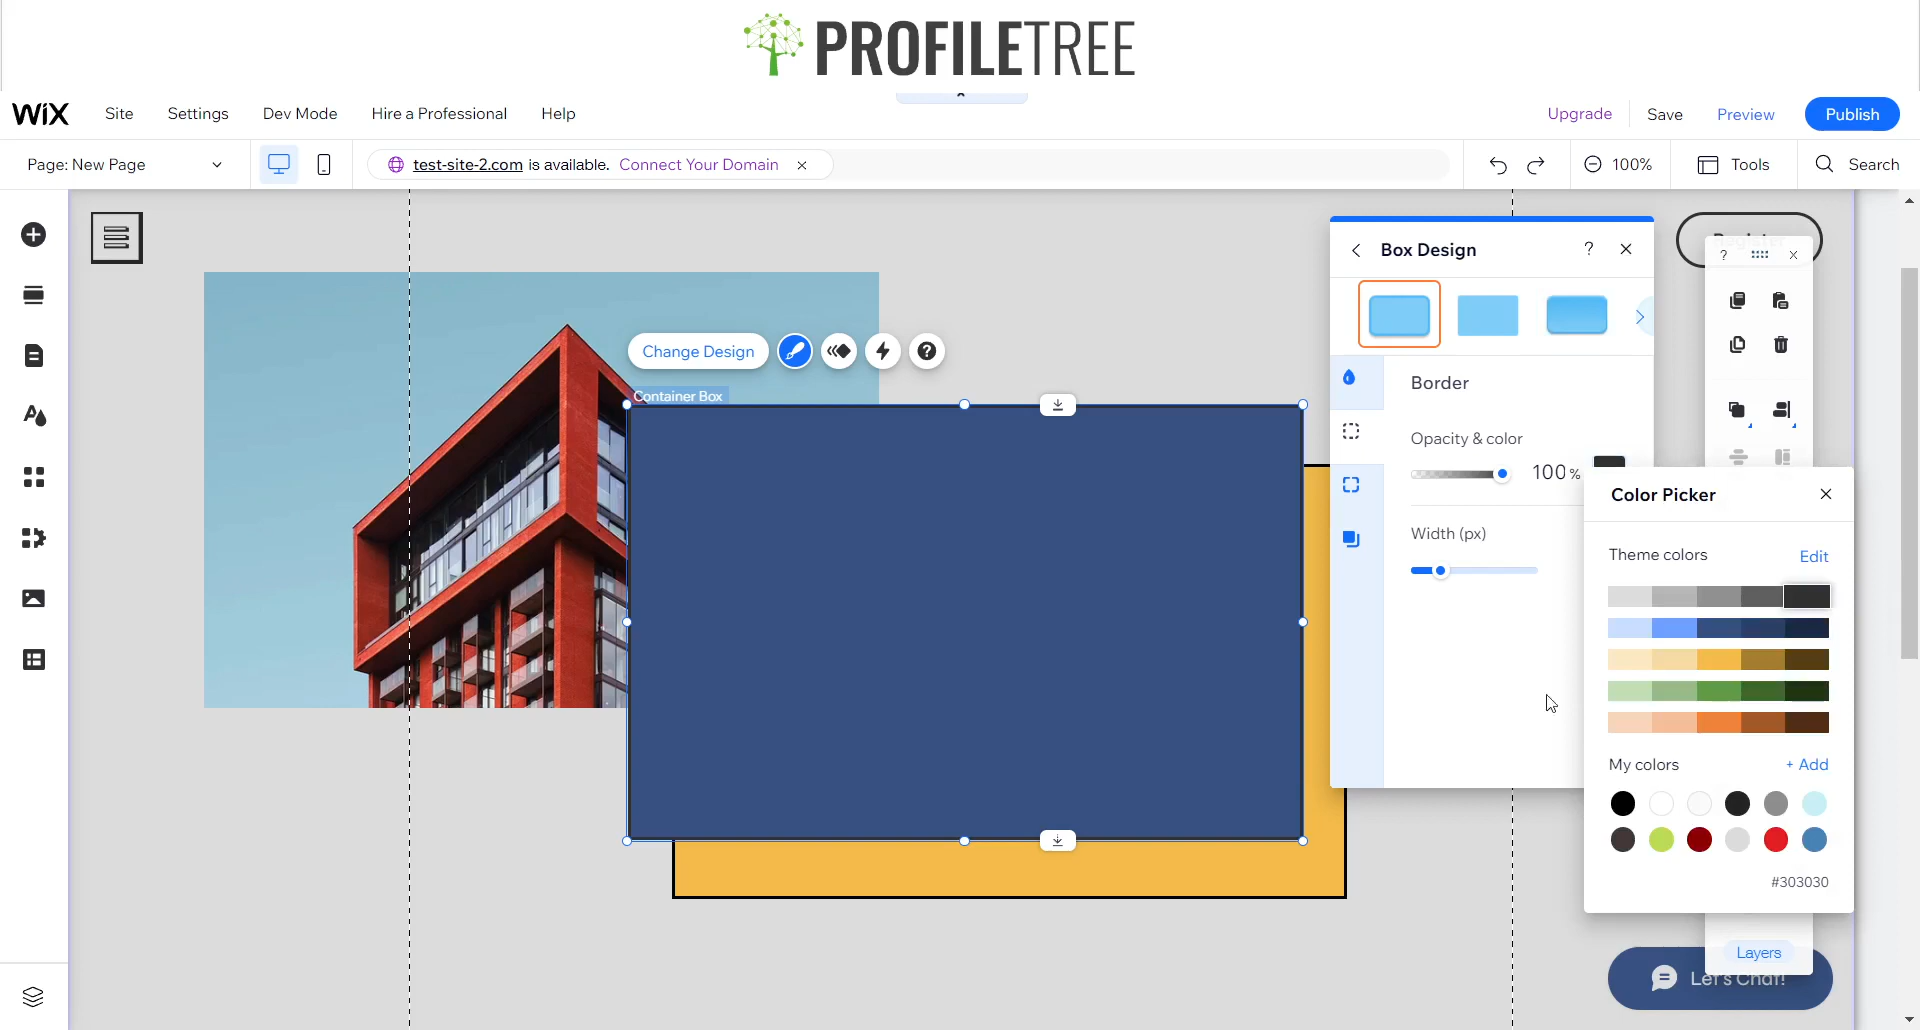 PROFILETREE
WiX Site Settings Dev Mode Hire a Professional Help Upgrade Save Preview Publish
Page: New Page test-site-2.com is available. Connect Your Domain 100% Tools Search
Register
Box Design ?
?
Change Design
Container Box
Border
Opacity & color
100 %
Color Picker
Width (px)
Theme colors Edit
My colors + Add
#303030
Layers
Let's Chat!